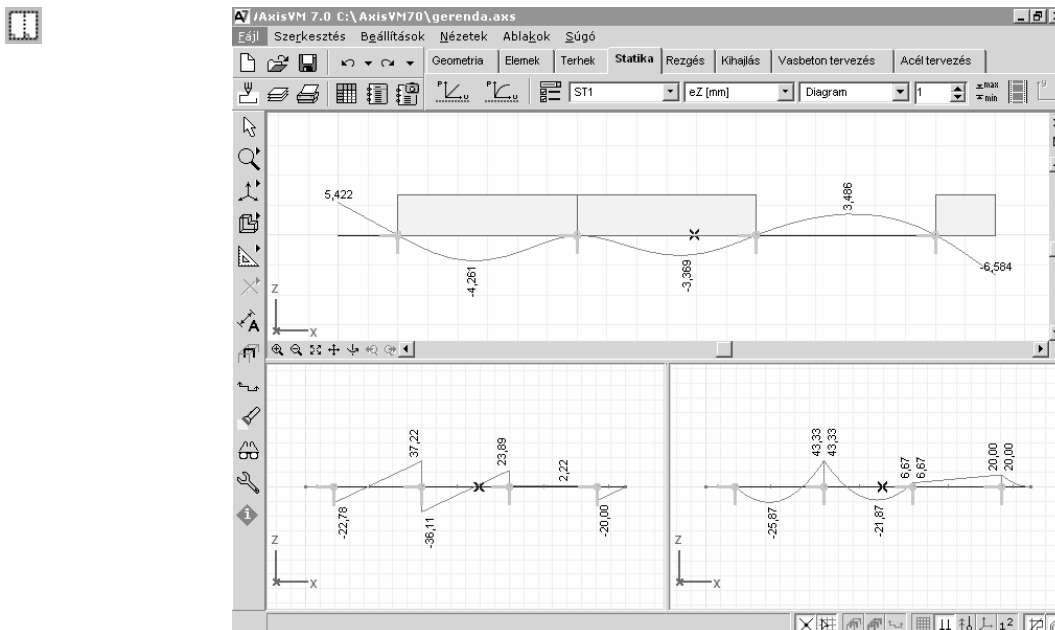 AxisVM 7.0 C:\AxisVM70\gerenda.axs
Fájl Szerkesztés Beállítások Nézetek Ablakok Súgó
Geometria Elemek Terhek Statika Rezgés Kihajlás Vasbeton tervezés Acél tervezés
ST1 eZ [mm] Diagram 1 max
min
5,422
-4,261
-3,369
3,486
-6,584
Z
X
-22,78
37,22
-36,11
23,89
2,22
-20,00
Z
X
-25,87
43,33
43,33
-21,87
6,67
6,67
20,00
20,00
Z
X